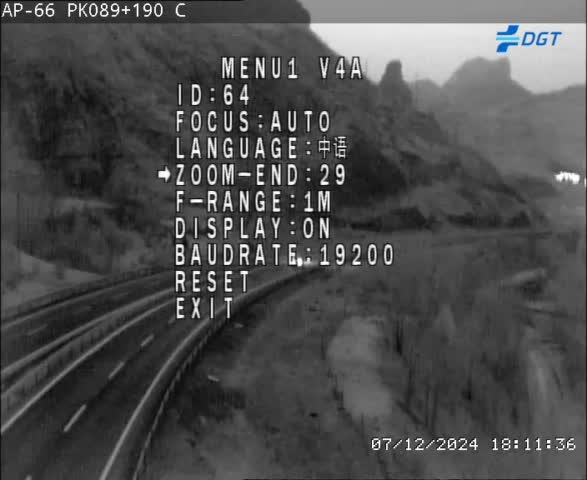 AP-66 PK089+190 C
DGT
MENU1 V4A
ID:64
FOCUS:AUTO
LANGUAGE:中语
ZOOM-END:29
F-RANGE:1M
DISPLAY:ON
BAUDRATE:19200
RESET
EXIT
07/12/2024 18:11:36